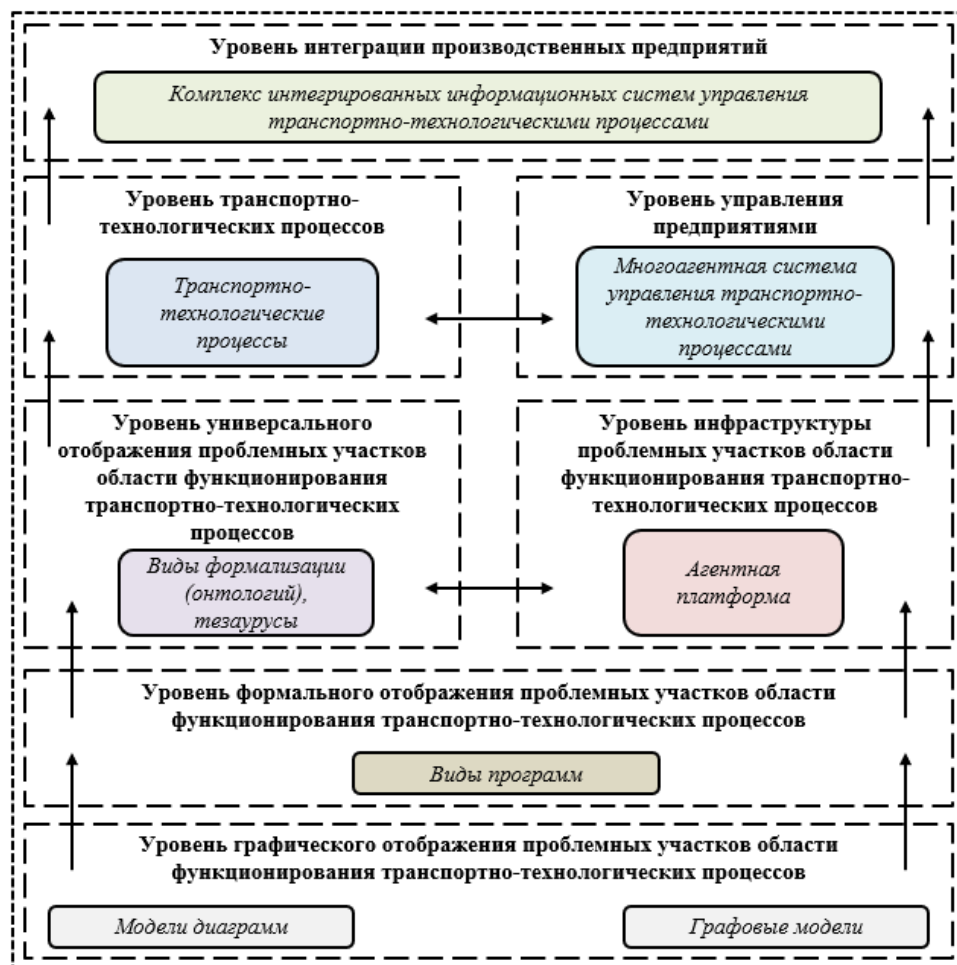 Уровень интеграции производственных предприятий
Комплекс интегрированных информационных систем управления
транспортно-технологическими процессами
Уровень транспортно-
технологических процессов
Транспортно-
технологические
процессы
Уровень управления
предприятиями
Многоагентная система
управления транспортно-
технологическими
процессами
Уровень универсального
отображения проблемных участков
области функционирования
транспортно-технологических
процессов
Виды формализации
(онтологий),
тезаурусы
Уровень инфраструктуры
проблемных участков области
функционирования транспортно-
технологических процессов
Агентная
платформа
Уровень формального отображения проблемных участков области
функционирования транспортно-технологических процессов
Виды программ
Уровень графического отображения проблемных участков области
функционирования транспортно-технологических процессов
Модели диаграмм
Графовые модели